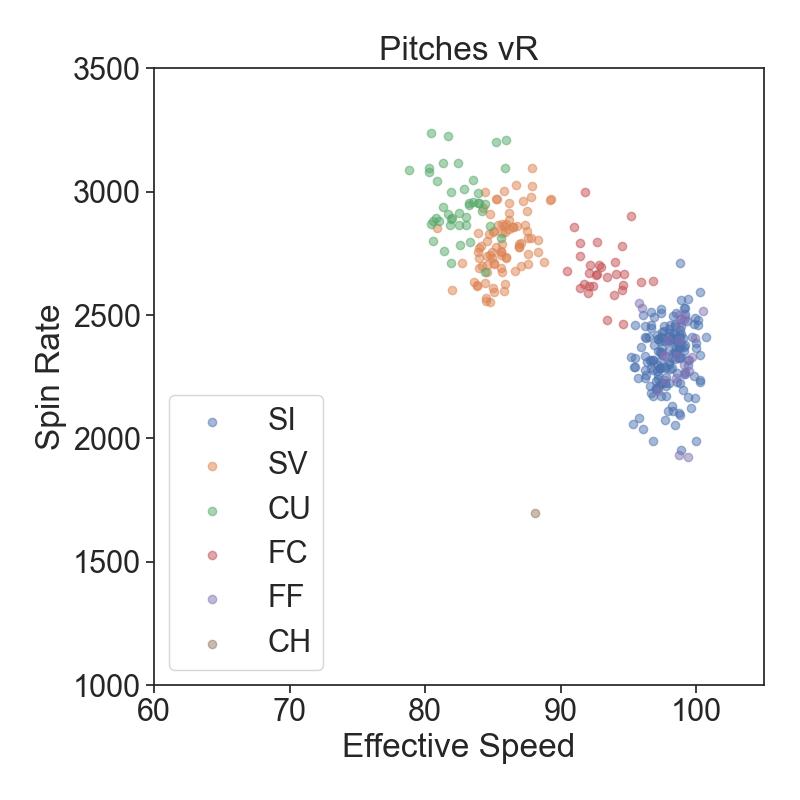 Pitches vR
3500
3000
2500
2000
1500
1000
Spin Rate
SI
SV
CU
FC
FF
CH
60 70 80 90 100
Effective Speed